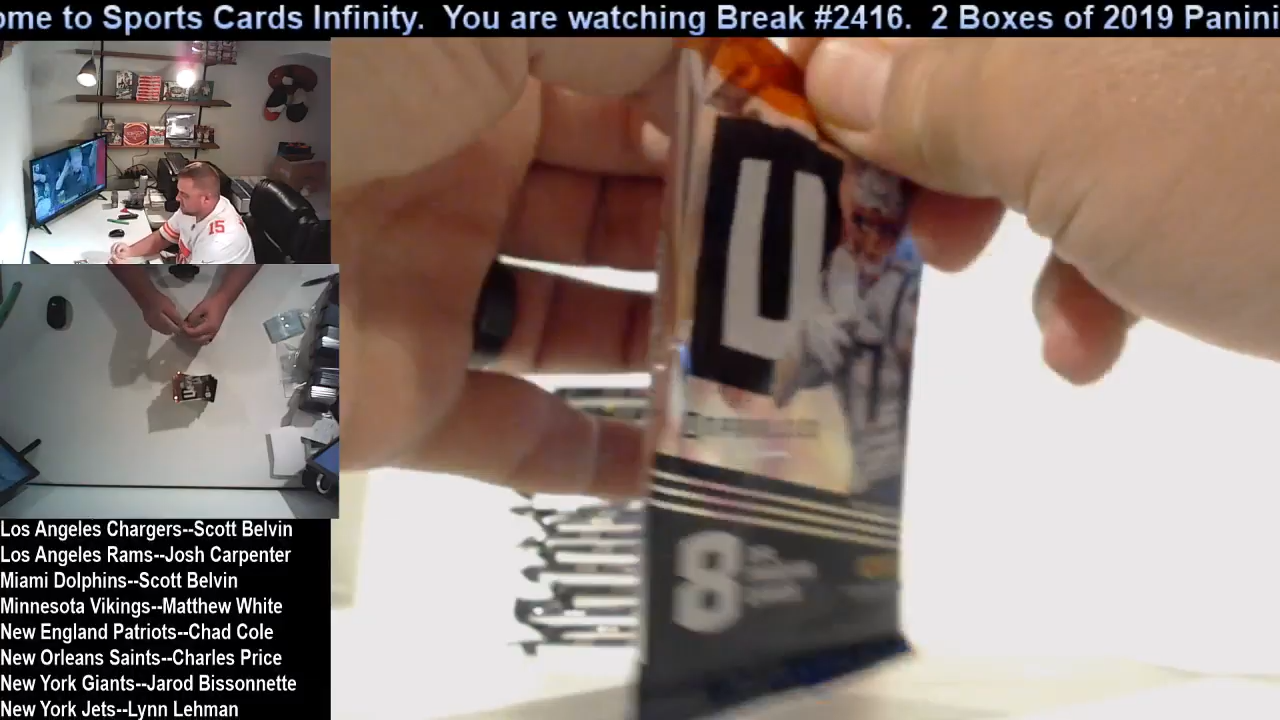 ome to Sports Cards Infinity.  You are watching Break #2416.  2 Boxes of 2019 Panini
15
U
8
Los Angeles Chargers--Scott Belvin
Los Angeles Rams--Josh Carpenter
Miami Dolphins--Scott Belvin
Minnesota Vikings--Matthew White
New England Patriots--Chad Cole
New Orleans Saints--Charles Price
New York Giants--Jarod Bissonnette
New York Jets--Lynn Lehman